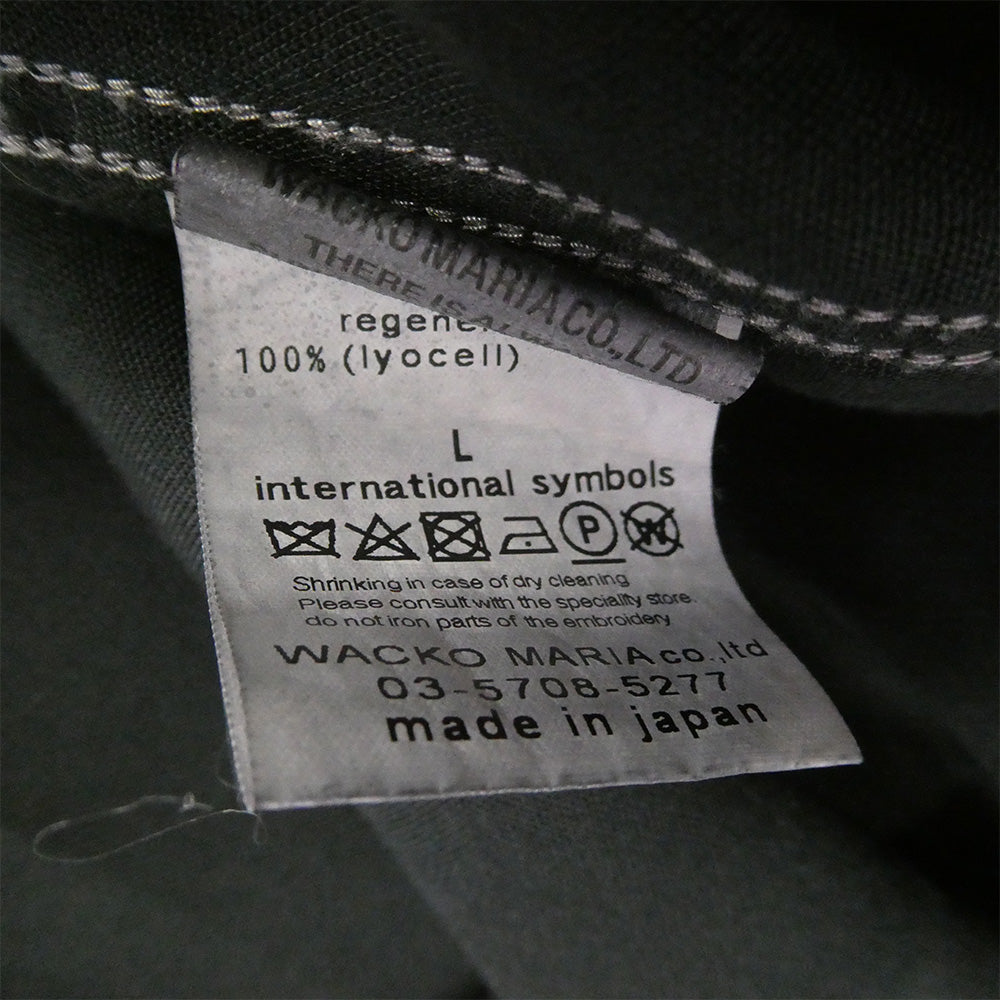 WACKO MARIA CO., LTD
THERE IS
100% (lyocell)
L
international symbols
P
W
Shrinking in case of dry cleaning
Please consult with the speciality store.
do not iron parts of the embroidery
WACKO MARIA co.,ltd
03-5708-5277
made in japan